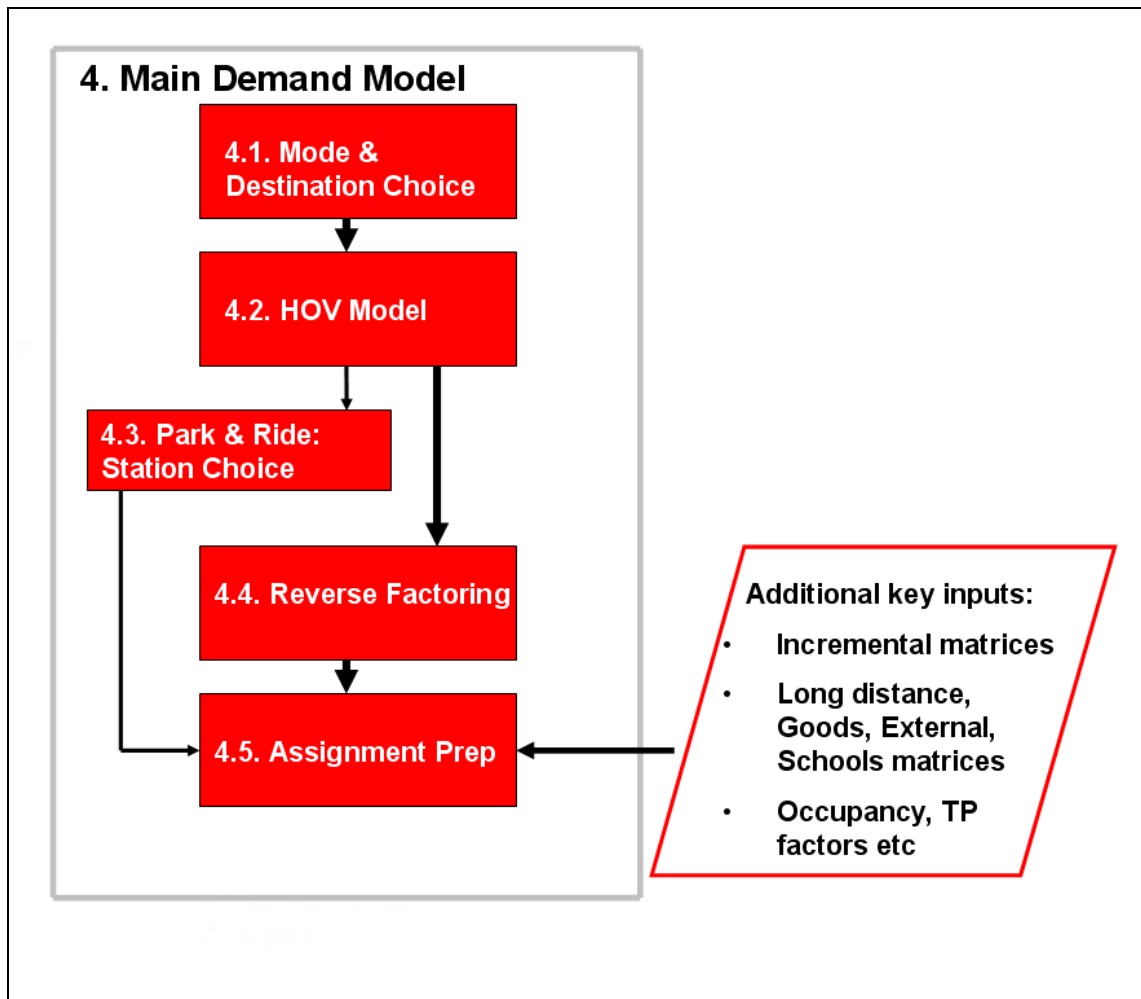 4. Main Demand Model
4.1. Mode &
Destination Choice
4.2. HOV Model
4.3. Park & Ride:
Station Choice
4.4. Reverse Factoring
4.5. Assignment Prep
Additional key inputs:
• Incremental matrices
• Long distance,
Goods, External,
Schools matrices
• Occupancy, TP
factors etc